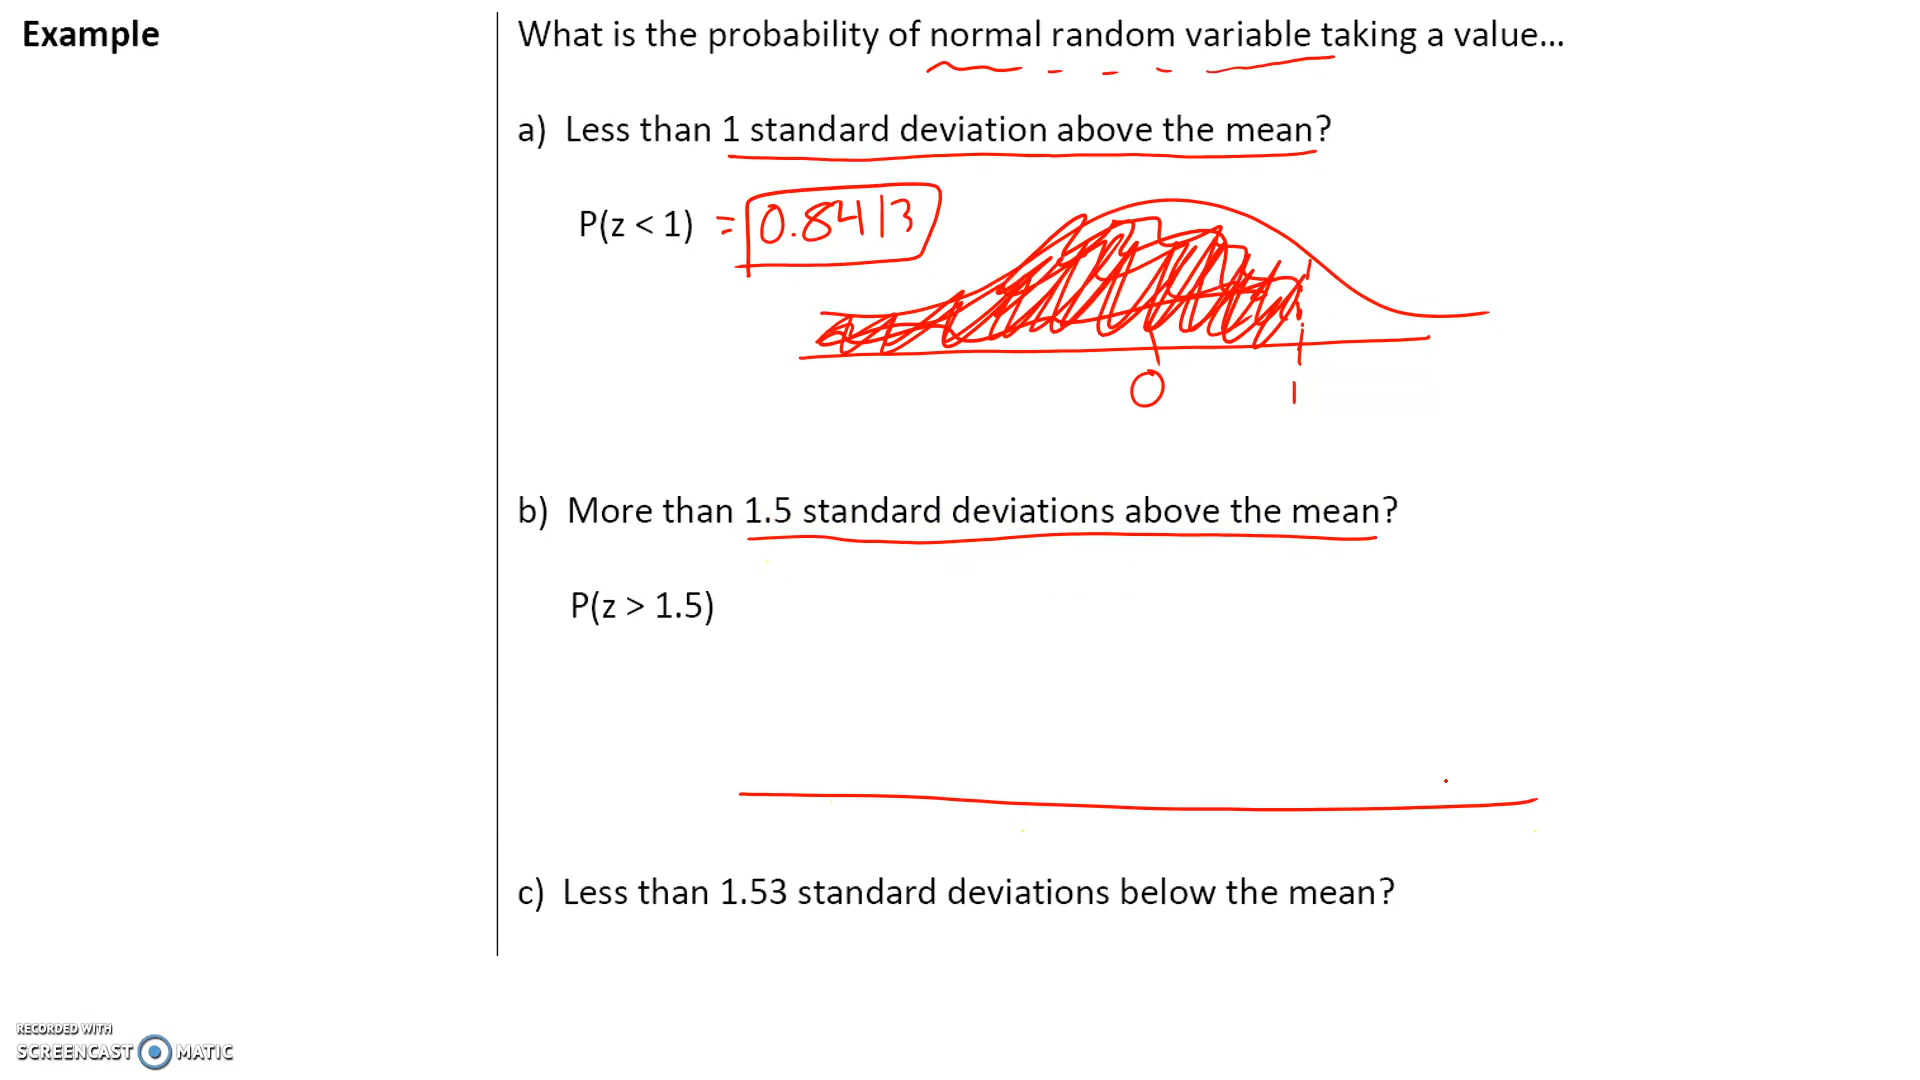 Example
What is the probability of normal random variable taking a value...
a) Less than 1 standard deviation above the mean?
P(z < 1) = 0.8413
0 1
b) More than 1.5 standard deviations above the mean?
P(z > 1.5)
c) Less than 1.53 standard deviations below the mean?
RECORDED WITH
SCREENCAST MATIC